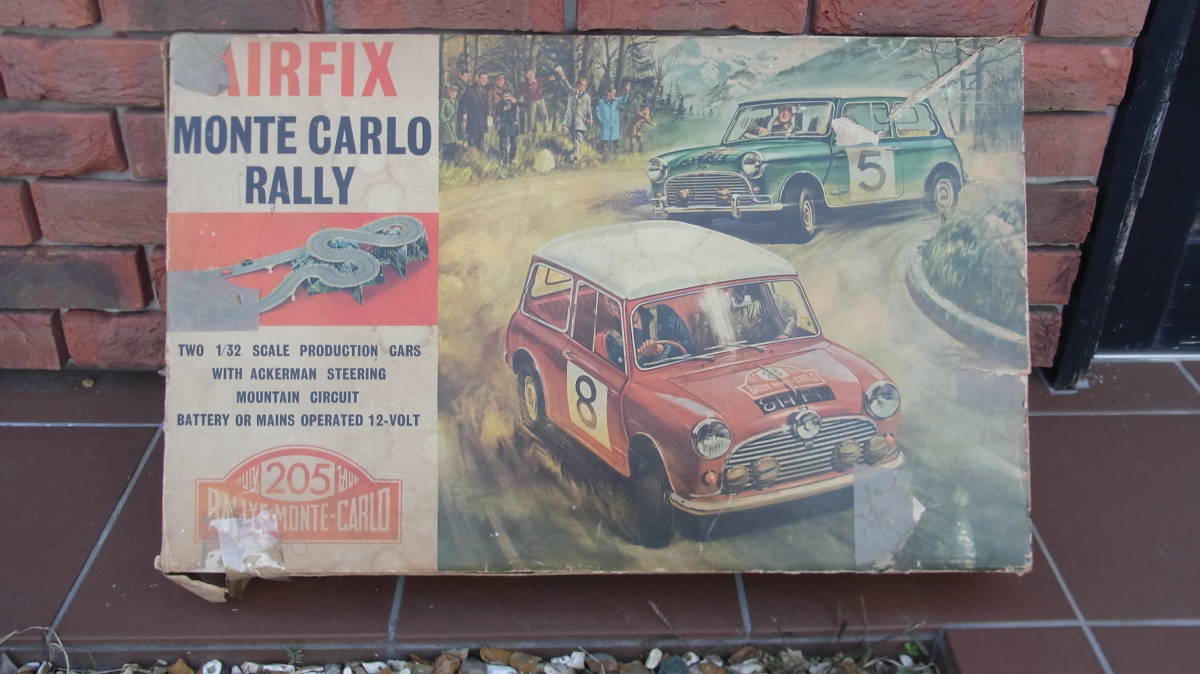 AIRFIX
MONTE CARLO
RALLY
TWO 1/32 SCALE PRODUCTION CARS
WITH ACKERMAN STEERING
MOUNTAIN CIRCUIT
BATTERY OR MAINS OPERATED 12-VOLT
205
RALLYE MONTE-CARLO
5
8